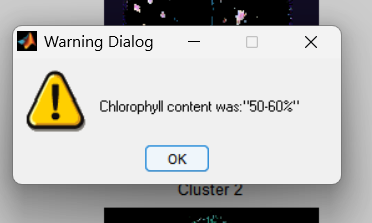 Warning Dialog
Chlorophyll content was:"50-60%"
OK
Cluster 2